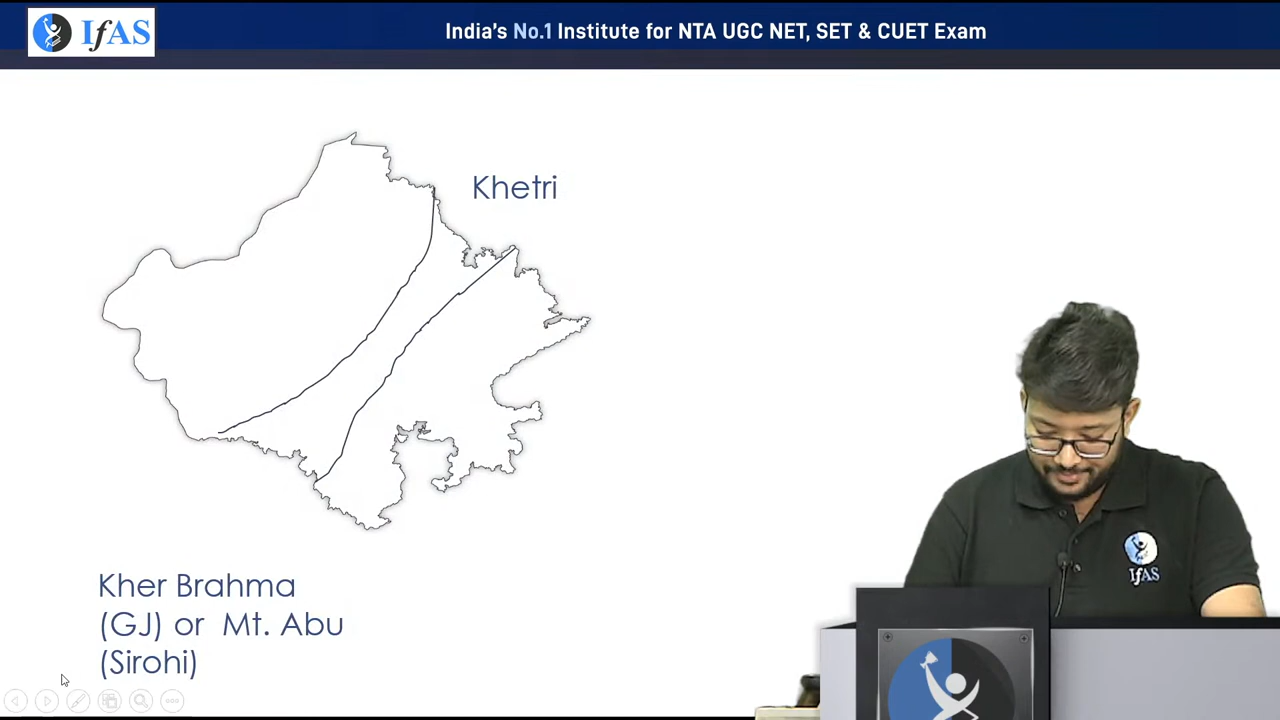 IfAS
India's No.1 Institute for NTA UGC NET, SET & CUET Exam
Khetri
Kher Brahma
(GJ) or Mt. Abu
(Sirohi)
IfAS